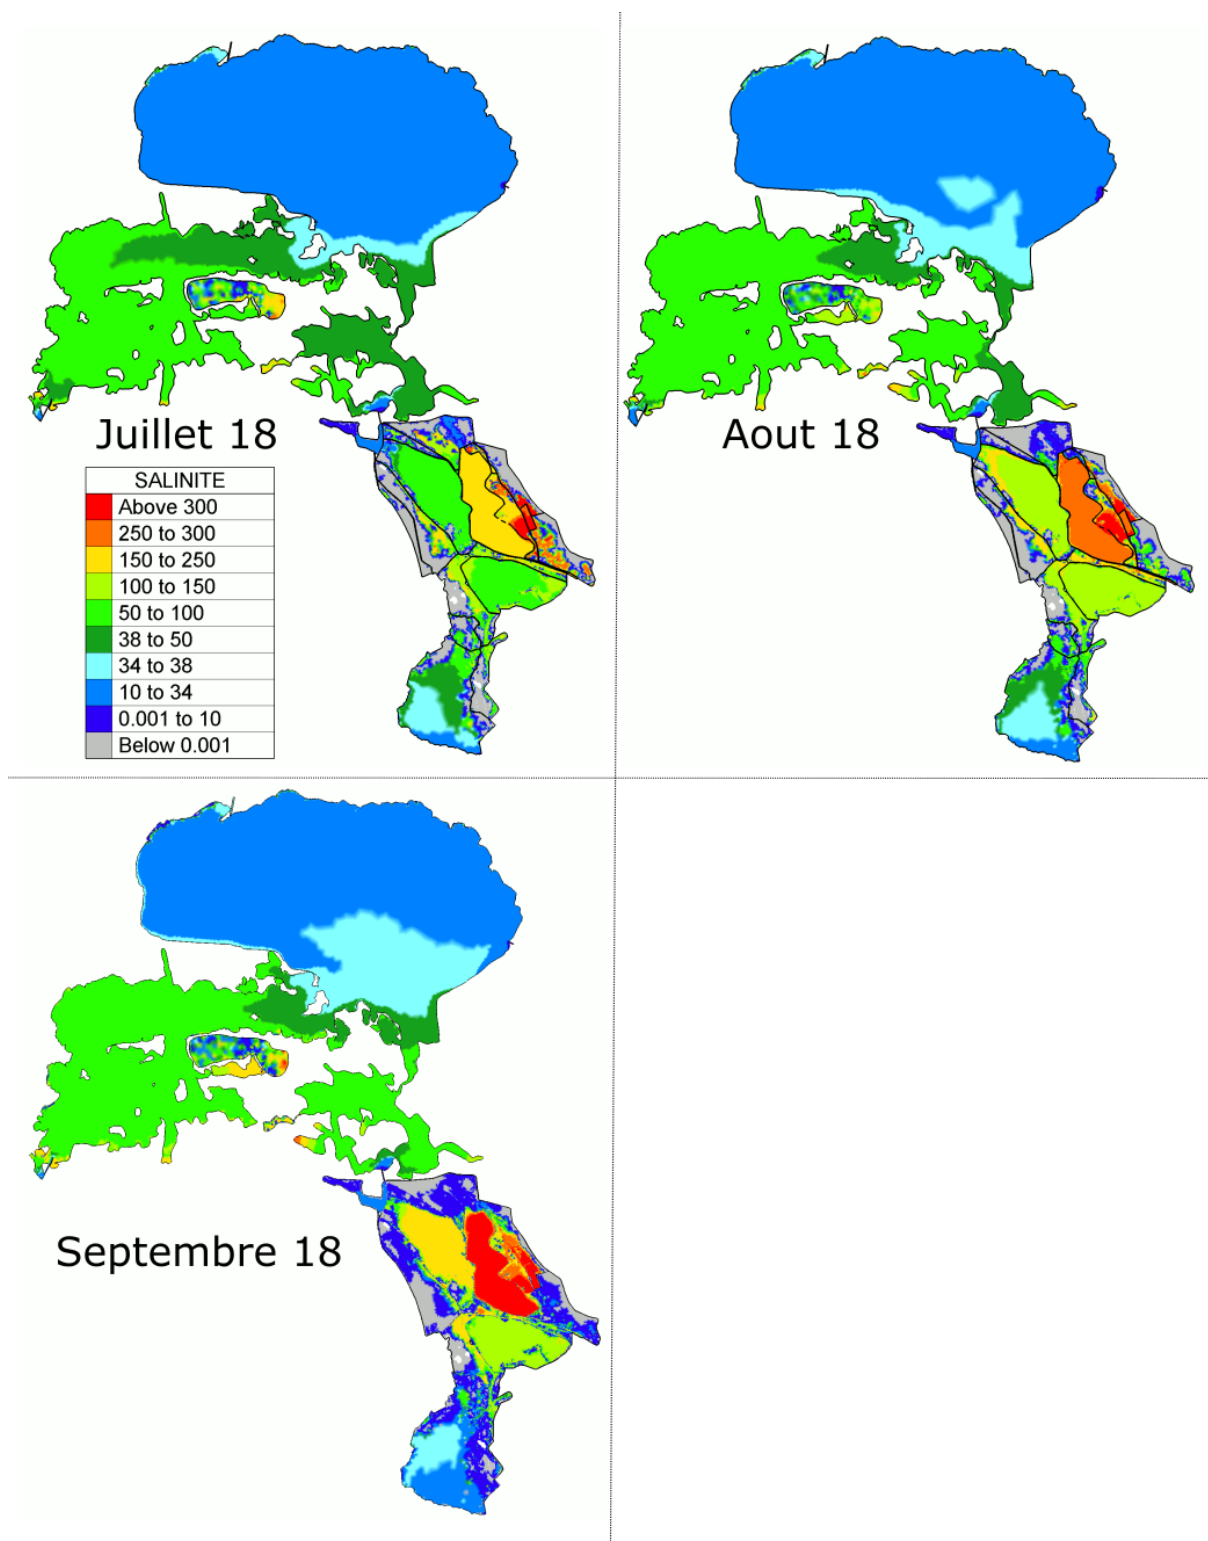 Juillet 18
Aout 18
SALINITE
Above 300
250 to 300
150 to 250
100 to 150
50 to 100
38 to 50
34 to 38
10 to 34
0.001 to 10
Below 0.001
Septembre 18